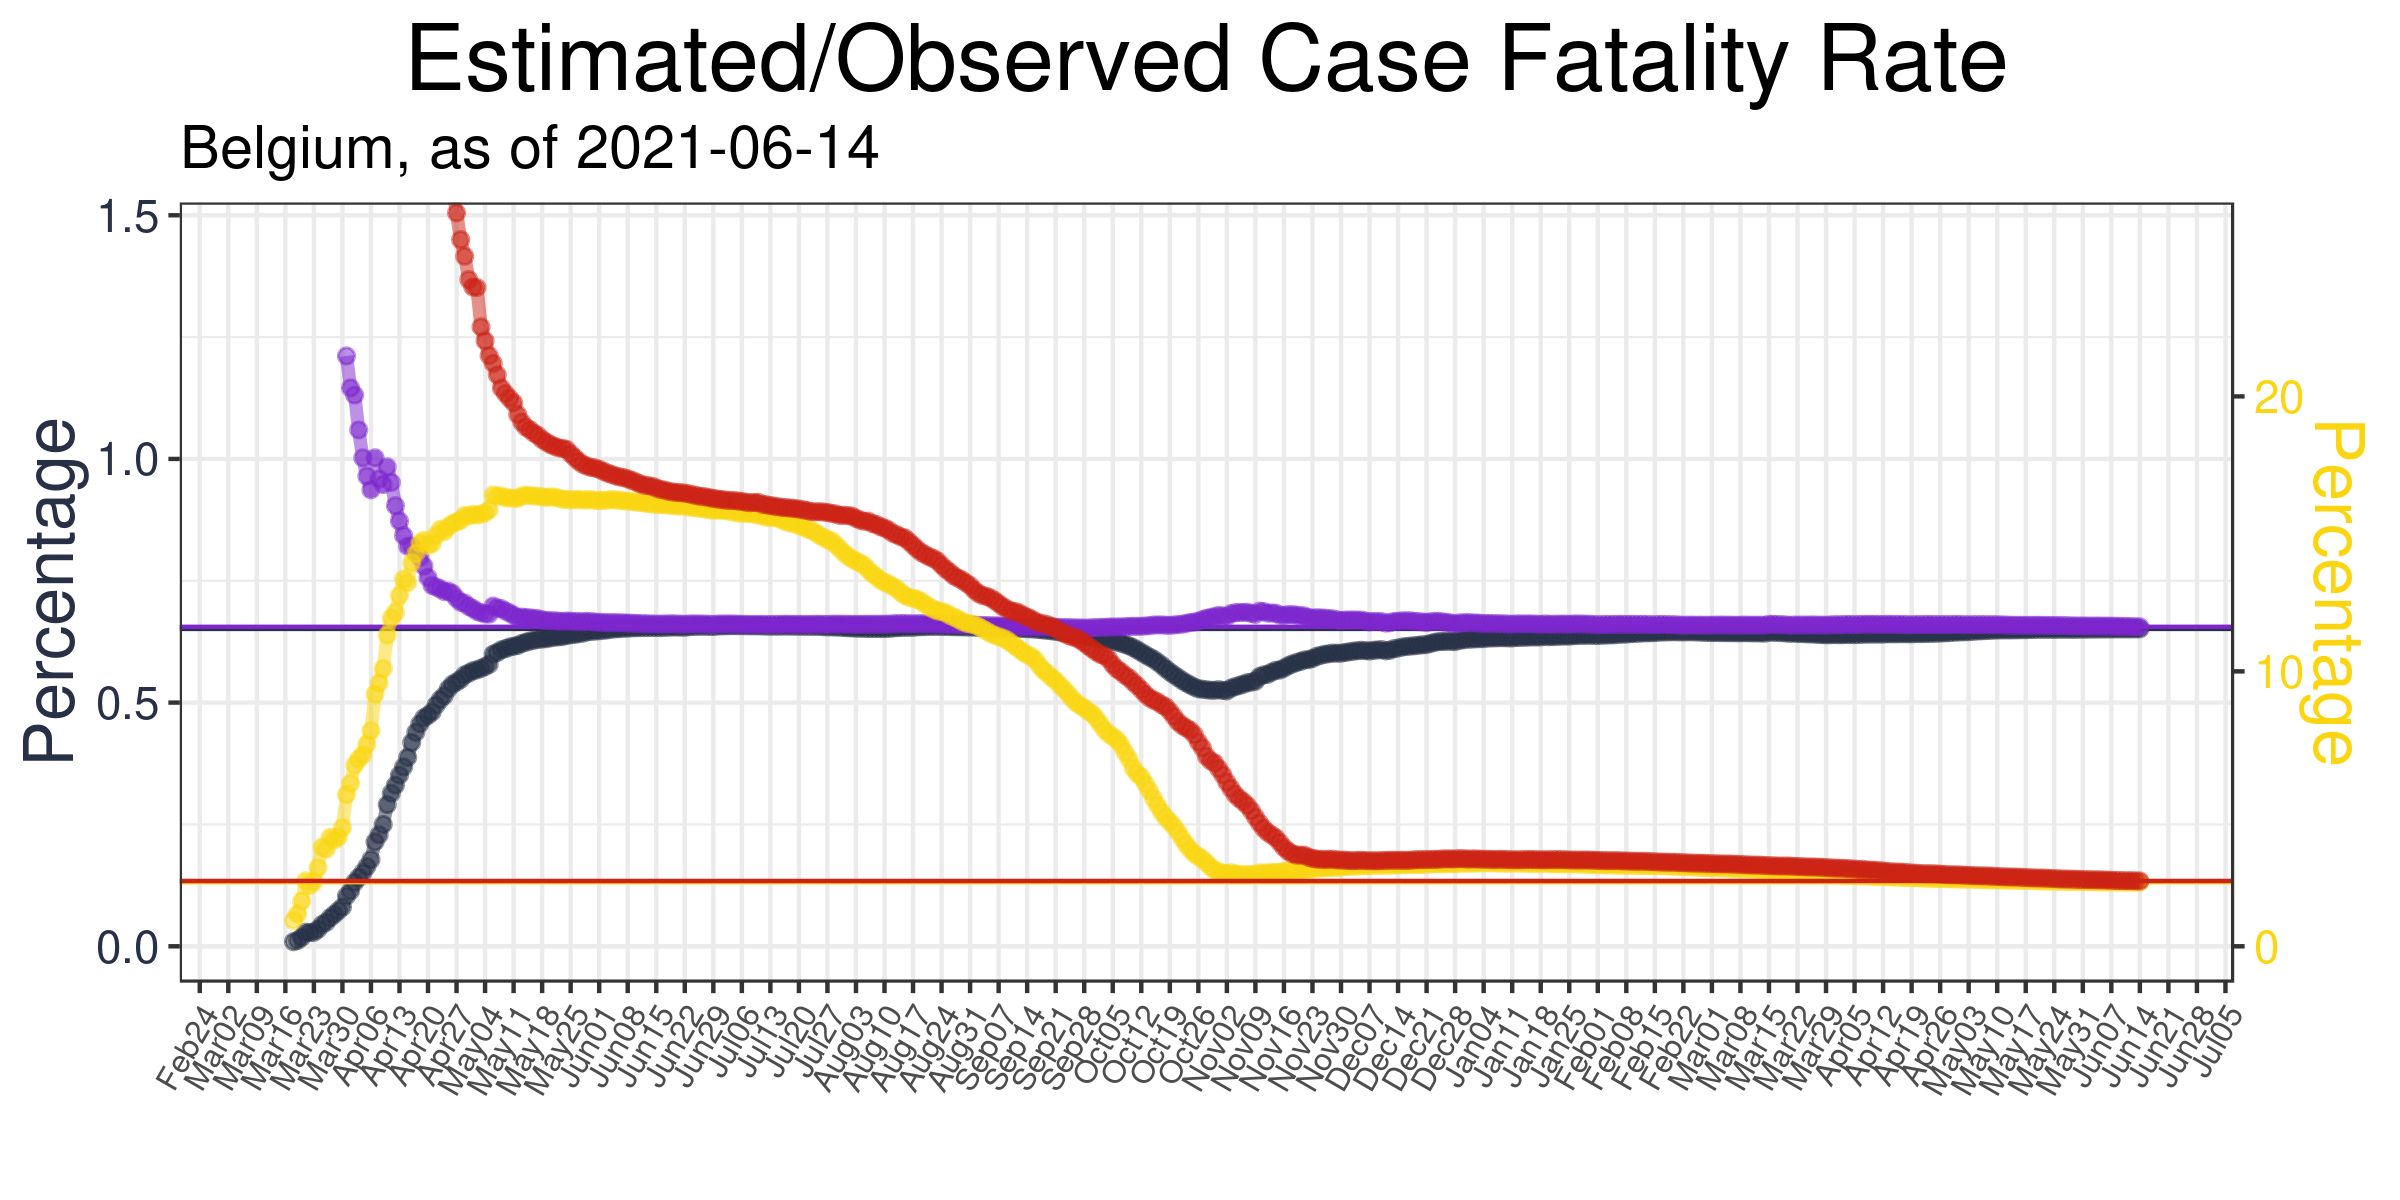 Estimated/Observed Case Fatality Rate
Belgium, as of 2021-06-14
Percentage
1.5
1.0
0.5
0.0
20
10
0
Percentage
Feb24
Mar02
Mar09
Mar16
Mar23
Mar30
Apr06
Apr13
Apr20
Apr27
May04
May11
May18
May25
Jun01
Jun08
Jun15
Jun22
Jun29
Jul06
Jul13
Jul20
Jul27
Aug03
Aug10
Aug17
Aug24
Aug31
Sep07
Sep14
Sep21
Sep28
Oct05
Oct12
Oct19
Oct26
Nov02
Nov09
Nov16
Nov23
Nov30
Dec07
Dec14
Dec21
Dec28
Jan04
Jan11
Jan18
Jan25
Feb01
Feb08
Feb15
Feb22
Mar01
Mar08
Mar15
Mar22
Mar29
Apr05
Apr12
Apr19
Apr26
May03
May10
May17
May24
May31
Jun07
Jun14
Jun21
Jun28
Jul05